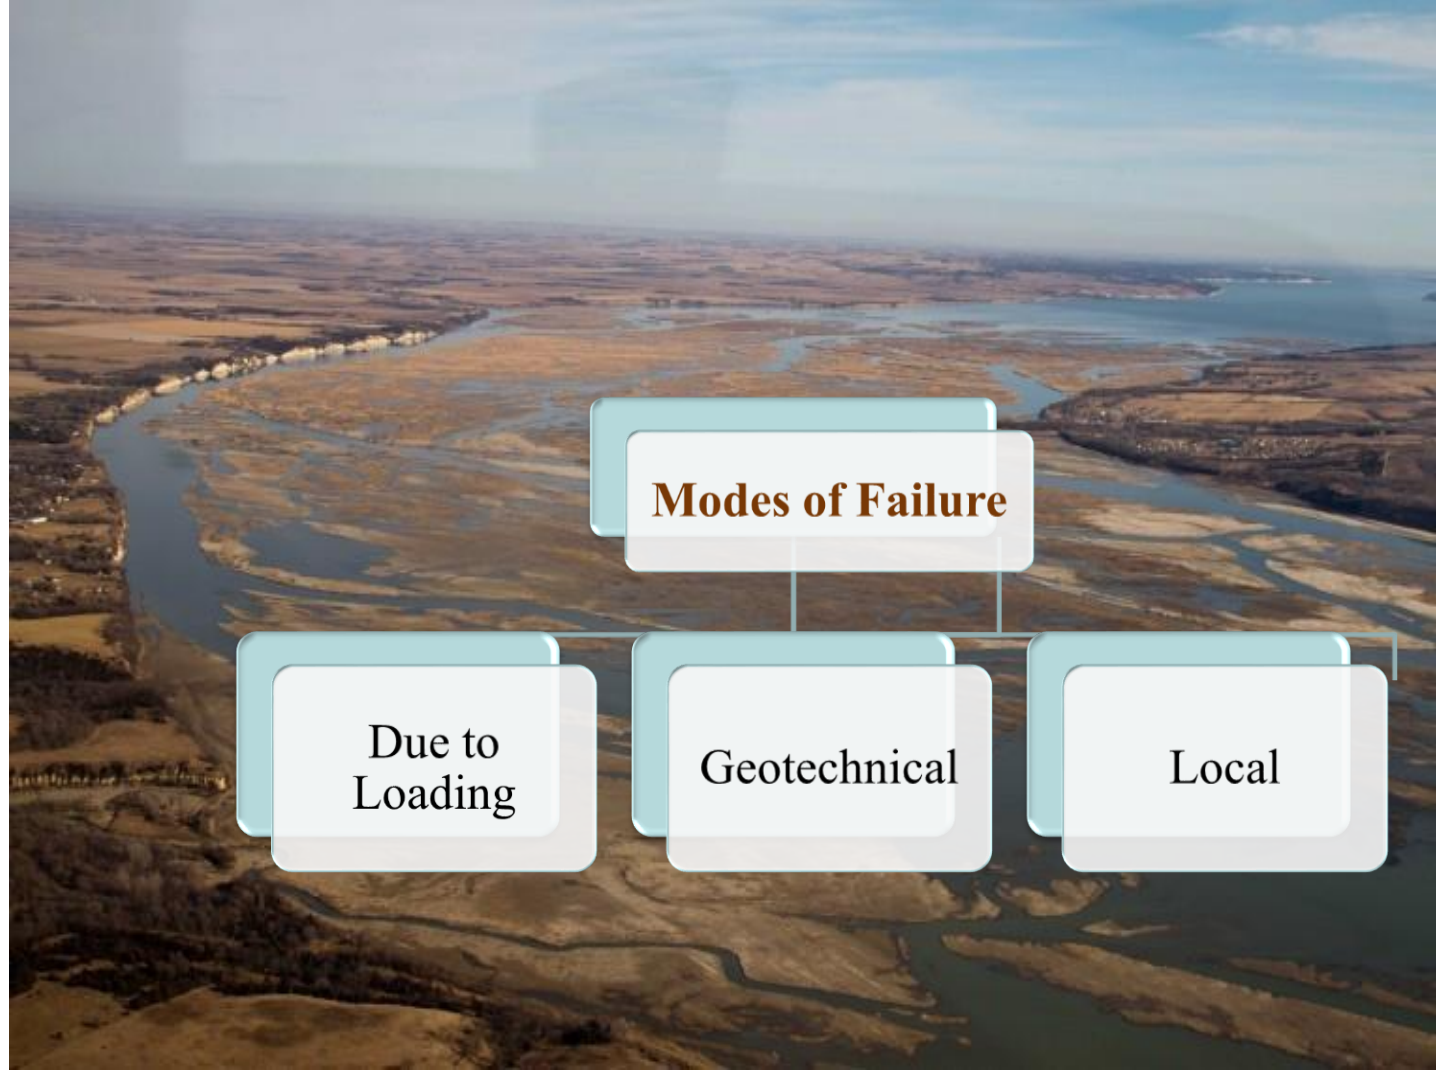 Modes of Failure
Due to
Loading
Geotechnical
Local